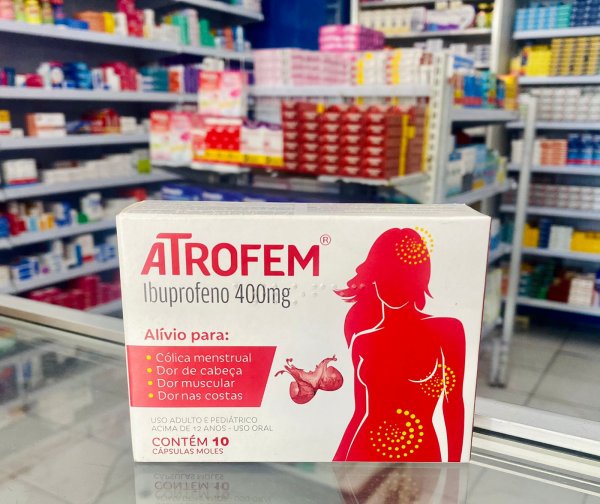 ATROFEM®
Ibuprofeno 400mg
Alívio para:
• Cólica menstrual
• Dor de cabeça
• Dor muscular
• Dor nas costas
USO ADULTO E PEDIÁTRICO
ACIMA DE 12 ANOS - USO ORAL
CONTÉM 10
CÁPSULAS MOLES